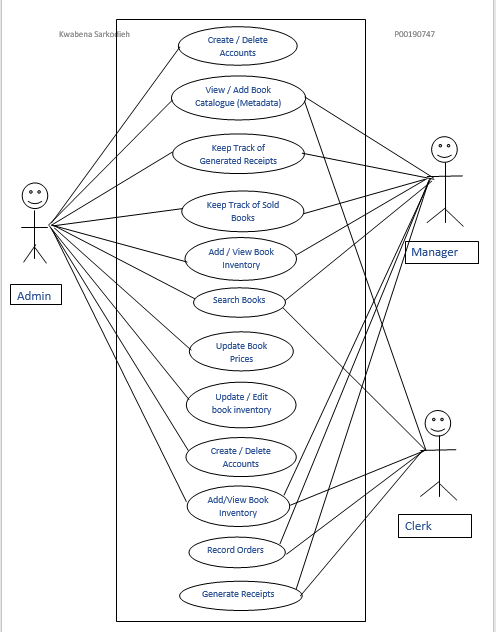 Kwabena Sarkodieh
P00190747
Create / Delete
Accounts
View / Add Book
Catalogue (Metadata)
Keep Track of
Generated Receipts
Keep Track of Sold
Books
Add / View Book
Inventory
Search Books
Update Book
Prices
Update / Edit
book inventory
Create / Delete
Accounts
Add/View Book
Inventory
Record Orders
Generate Receipts
Admin
Manager
Clerk